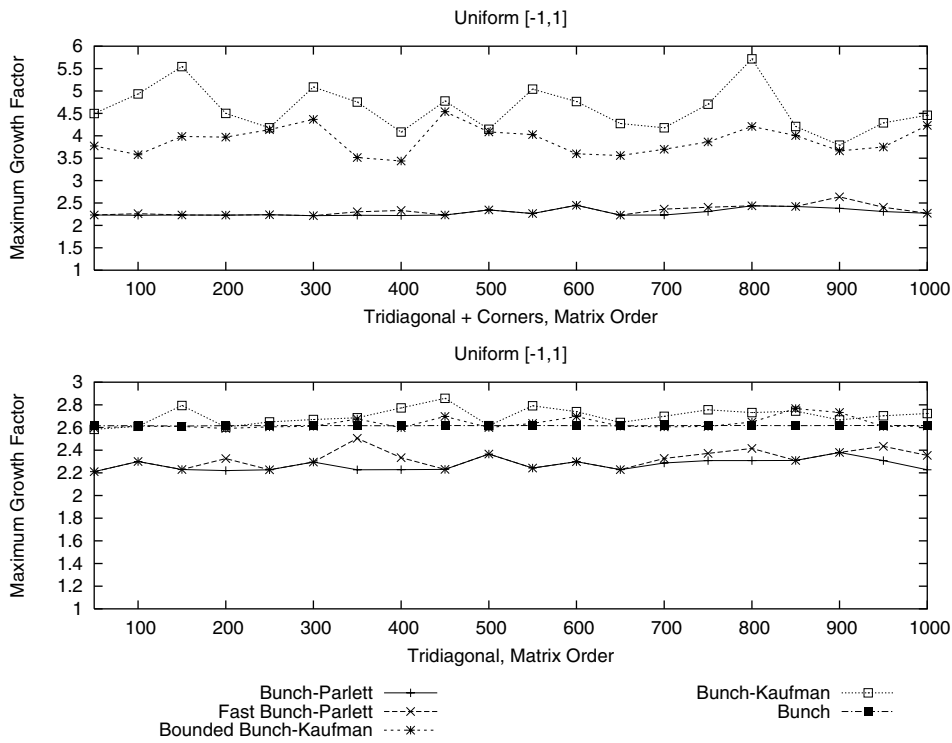 Uniform [-1,1]
6
5.5
5
4.5
4
3.5
3
2.5
2
1.5
1
Maximum Growth Factor
100 200 300 400 500 600 700 800 900 1000
Tridiagonal + Corners, Matrix Order
Uniform [-1,1]
3
2.8
2.6
2.4
2.2
2
1.8
1.6
1.4
1.2
1
Maximum Growth Factor
100 200 300 400 500 600 700 800 900 1000
Tridiagonal, Matrix Order
Bunch-Parlett
Fast Bunch-Parlett
Bounded Bunch-Kaufman
Bunch-Kaufman
Bunch